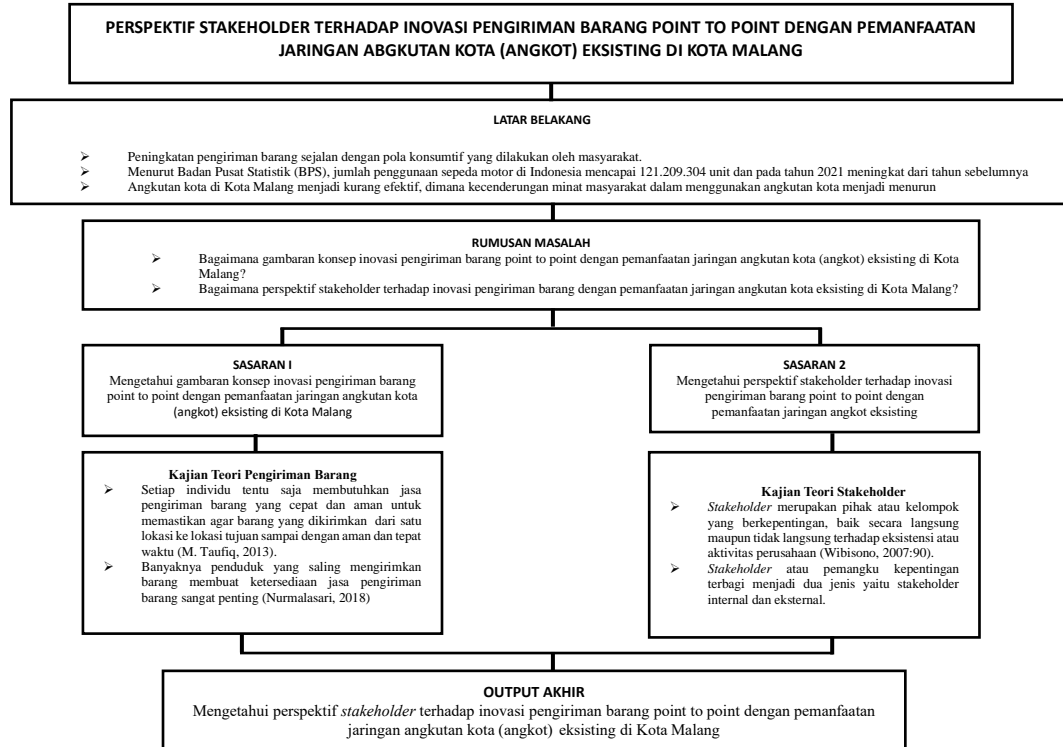 PERSPEKTIF STAKEHOLDER TERHADAP INOVASI PENGIRIMAN BARANG POINT TO POINT DENGAN PEMANFAATAN
JARINGAN ABGKUTAN KOTA (ANGKOT) EKSISTING DI KOTA MALANG
LATAR BELAKANG
➢ Peningkatan pengiriman barang sejalan dengan pola konsumtif yang dilakukan oleh masyarakat.
➢ Menurut Badan Pusat Statistik (BPS), jumlah penggunaan sepeda motor di Indonesia mencapai 121.209.304 unit dan pada tahun 2021 meningkat dari tahun sebelumnya
➢ Angkutan kota di Kota Malang menjadi kurang efektif, dimana kecenderungan minat masyarakat dalam menggunakan angkutan kota menjadi menurun
RUMUSAN MASALAH
➢ Bagaimana gambaran konsep inovasi pengiriman barang point to point dengan pemanfaatan jaringan angkutan kota (angkot) eksisting di Kota
Malang?
➢ Bagaimana perspektif stakeholder terhadap inovasi pengiriman barang dengan pemanfaatan jaringan angkutan kota eksisting di Kota Malang?
SASARAN I
Mengetahui gambaran konsep inovasi pengiriman barang
point to point dengan pemanfaatan jaringan angkutan kota
(angkot) eksisting di Kota Malang
SASARAN 2
Mengetahui perspektif stakeholder terhadap inovasi
pengiriman barang point to point dengan
pemanfaatan jaringan angkot eksisting
Kajian Teori Pengiriman Barang
➢ Setiap individu tentu saja membutuhkan jasa
pengiriman barang yang cepat dan aman untuk
memastikan agar barang yang dikirimkan dari satu
lokasi ke lokasi tujuan sampai dengan aman dan tepat
waktu (M. Taufiq, 2013).
➢ Banyaknya penduduk yang saling mengirimkan
barang membuat ketersediaan jasa pengiriman
barang sangat penting (Nurmalasari, 2018)
Kajian Teori Stakeholder
➢ Stakeholder merupakan pihak atau kelompok
yang berkepentingan, baik secara langsung
maupun tidak langsung terhadap eksistensi atau
aktivitas perusahaan (Wibisono, 2007:90).
➢ Stakeholder atau pemangku kepentingan
terbagi menjadi dua jenis yaitu stakeholder
internal dan eksternal.
OUTPUT AKHIR
Mengetahui perspektif stakeholder terhadap inovasi pengiriman barang point to point dengan pemanfaatan
jaringan angkutan kota (angkot) eksisting di Kota Malang